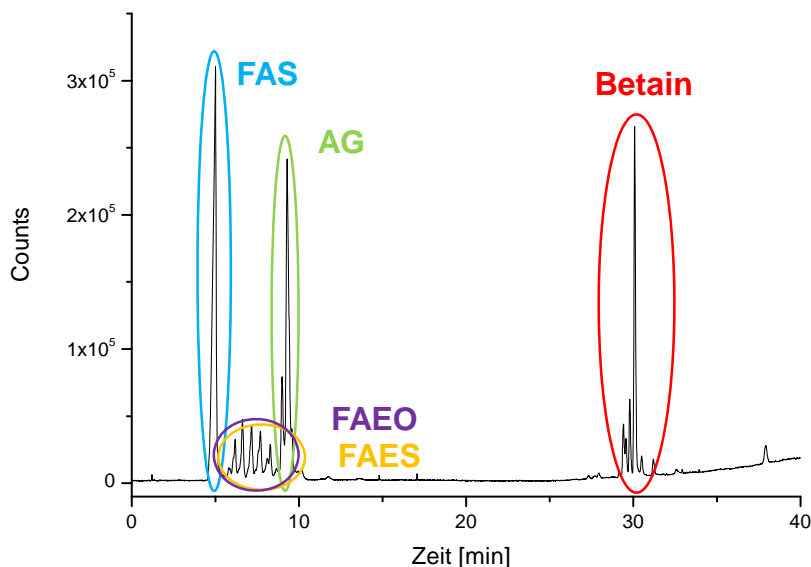 FAS
Betain
AG
FAEO
FAES
Counts
3x10⁵
2x10⁵
1x10⁵
0
0
10
20
30
40
Zeit [min]